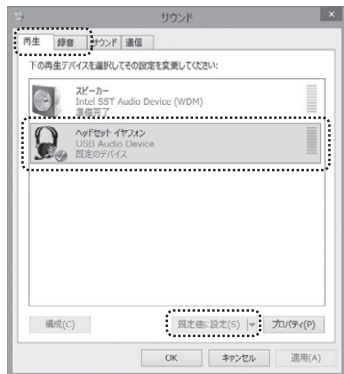 サウンド
再生 録音 サウンド 通信
下の再生デバイスを選択してその設定を変更してください:
スピーカー
Intel SST Audio Device (WDM)
準備完了
ヘッドセット イヤフォン
USB Audio Device
既定のデバイス
構成(C) 既定値に設定(S) プロパティ(P)
OK キャンセル 適用(A)